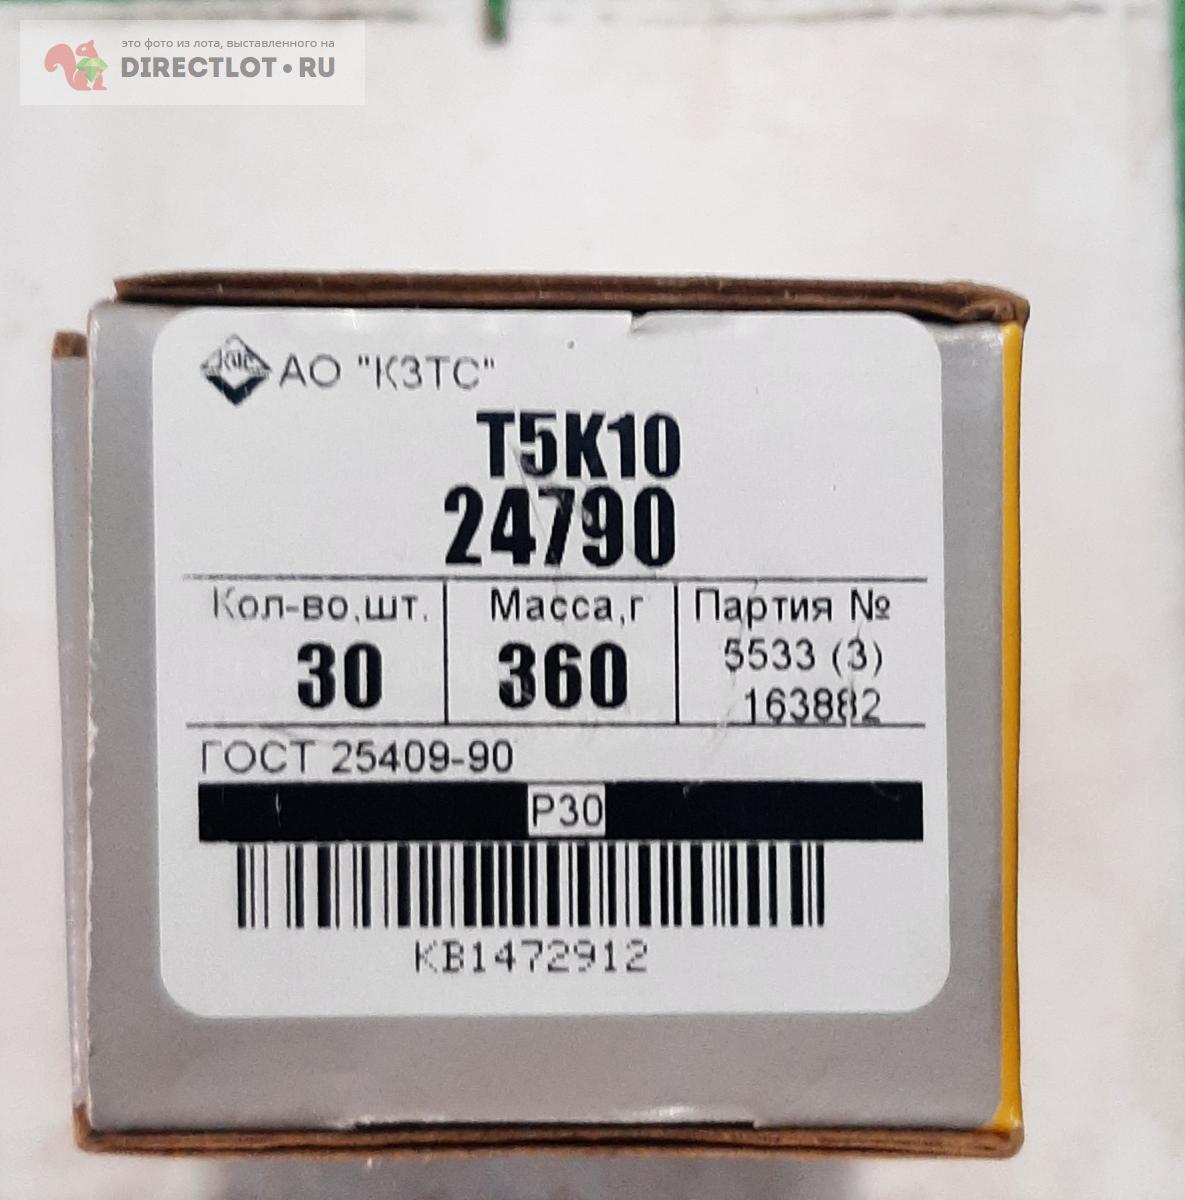 это фото из лота, выставленного на
DIRECTLOT•RU
АО "КЗТС"
Т5К10
24790
Кол-во,шт.
30
Масса,г
360
Партия №
5533 (3)
163882
ГОСТ 25409-90
P30
KB1472912